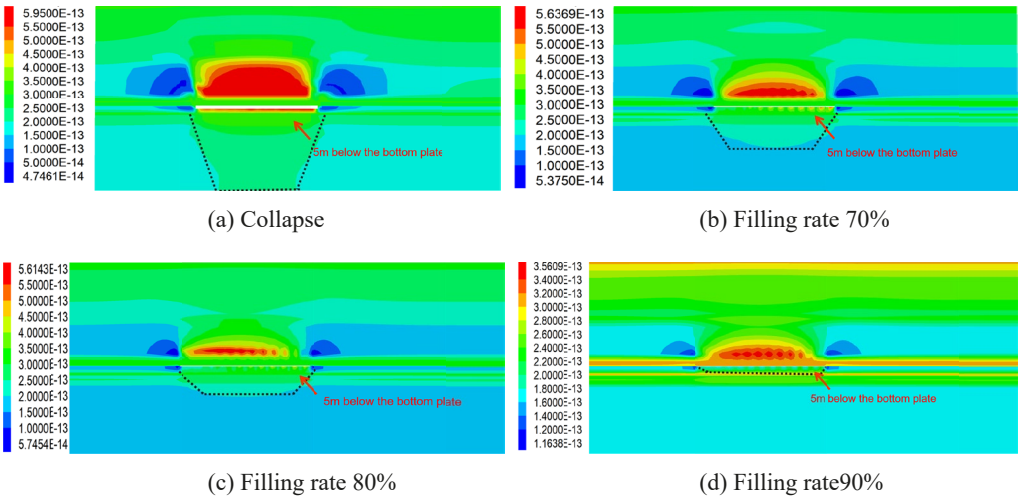 5.9500E-13
5.5000E-13
5.0000E-13
4.5000E-13
4.0000E-13
3.5000E-13
3.0000E-13
2.5000E-13
2.0000E-13
1.5000E-13
1.0000E-13
5.0000E-14
4.7461E-14
5m below the bottom plate
(a) Collapse
5.6369E-13
5.5000E-13
5.0000E-13
4.5000E-13
4.0000E-13
3.5000E-13
3.0000E-13
2.5000E-13
2.0000E-13
1.5000E-13
1.0000E-13
5.3750E-14
5m below the bottom plate
(b) Filling rate 70%
5.6143E-13
5.5000E-13
5.0000E-13
4.5000E-13
4.0000E-13
3.5000E-13
3.0000E-13
2.5000E-13
2.0000E-13
1.5000E-13
1.0000E-13
5.7454E-14
5m below the bottom plate
(c) Filling rate 80%
3.5609E-13
3.4000E-13
3.2000E-13
3.0000E-13
2.8000E-13
2.6000E-13
2.4000E-13
2.2000E-13
2.0000E-13
1.8000E-13
1.6000E-13
1.4000E-13
1.2000E-13
1.1638E-13
5m below the bottom plate
(d) Filling rate90%